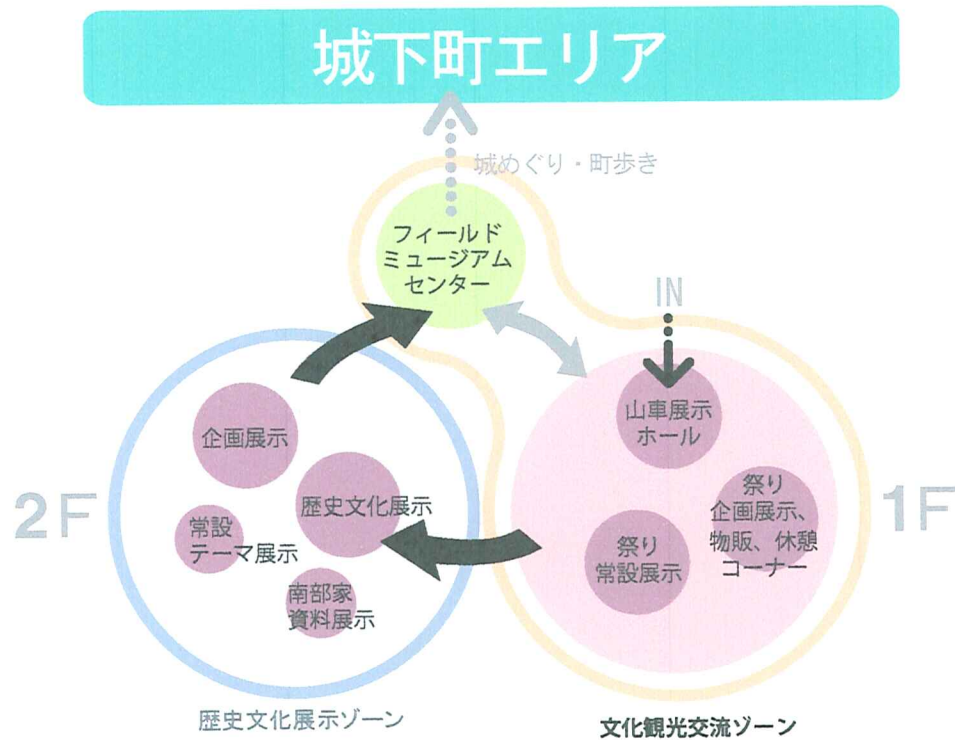 城下町エリア
城めぐり・町歩き
フィールド
ミュージアム
センター
IN
山車展示
ホール
企画展示
歴史文化展示
2F
常設
テーマ展示
南部家
資料展示
祭り
企画展示、
物販、休憩
コーナー
1F
祭り
常設展示
歴史文化展示ゾーン
文化観光交流ゾーン